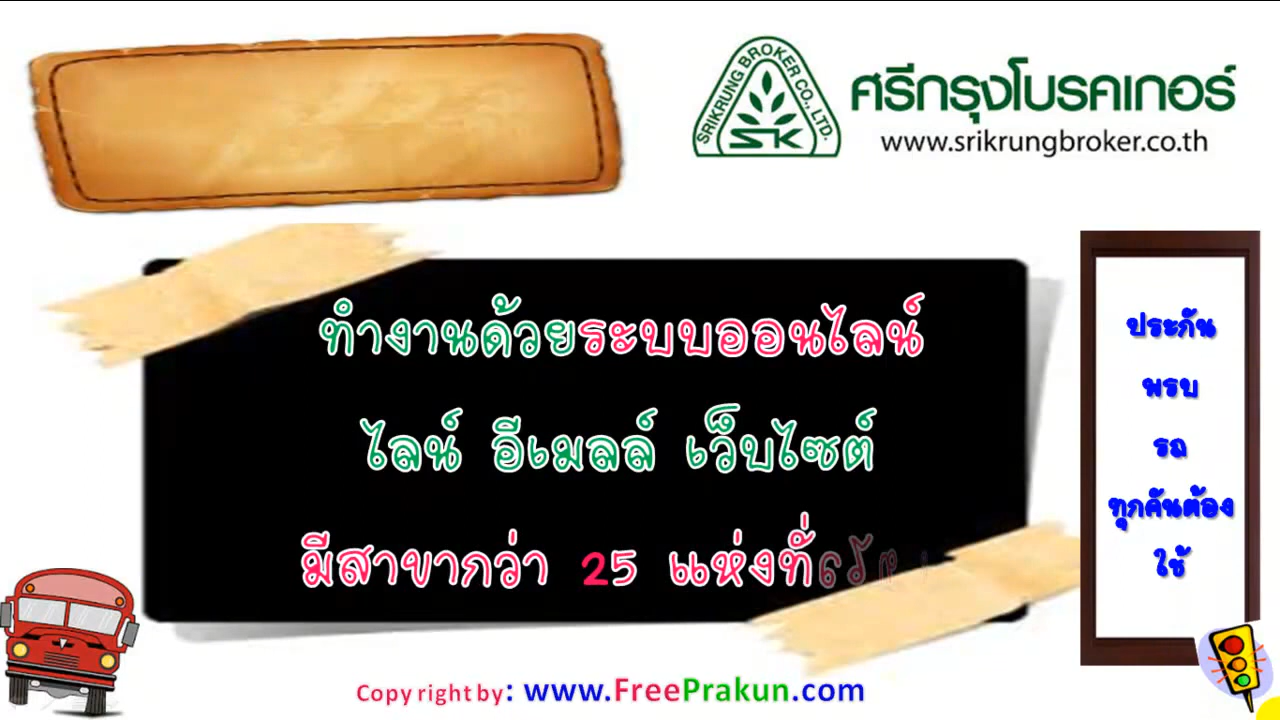 SRIKRUNG BROKER CO., LTD.
SK
ศรีกรุงโบรคเกอร์
www.srikrungbroker.co.th
ทำงานด้วยระบบออนไลน์
ไลน์ อีเมลล์ เว็บไซต์
มีสาขากว่า 25 แห่งทั่
ประกัน
พรบ
รถ
ทุกคันต้อง
ใช้
Copy right by: www.FreePrakun.com